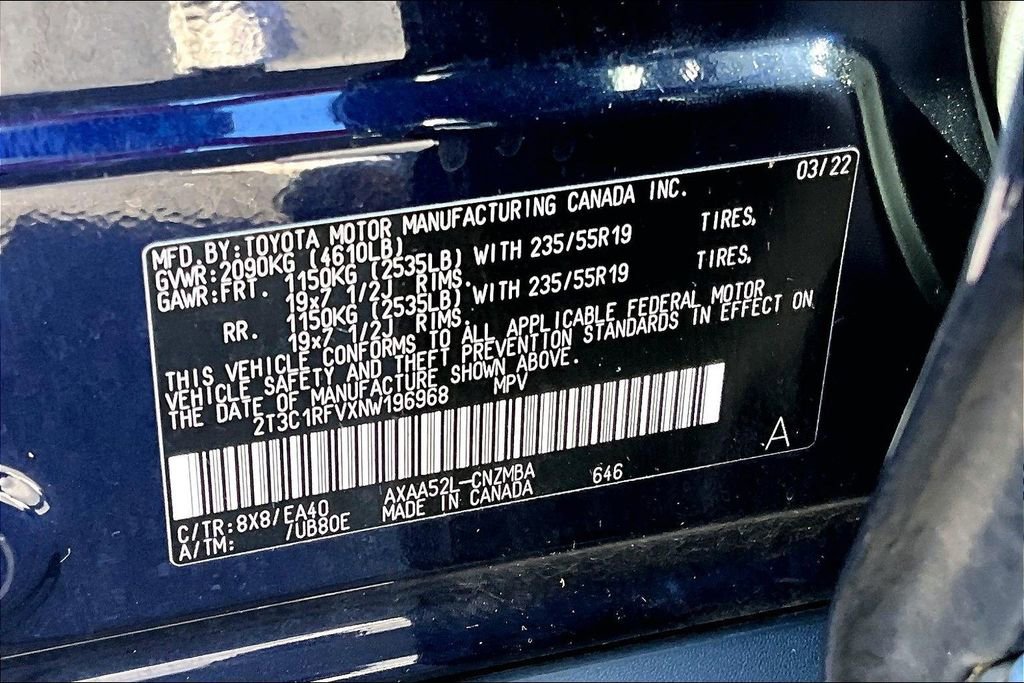 03/22
MFD.BY:TOYOTA MOTOR MANUFACTURING CANADA INC.
GVWR:2090KG (4610LB)
GAWR:FRT. 1150KG (2535LB) WITH 235/55R19 TIRES,
19x7 1/2J RIMS.
RR. 1150KG (2535LB) WITH 235/55R19 TIRES,
19x7 1/2J RIMS.
THIS VEHICLE CONFORMS TO ALL APPLICABLE FEDERAL MOTOR
VEHICLE SAFETY AND THEFT PREVENTION STANDARDS IN EFFECT ON
THE DATE OF MANUFACTURE SHOWN ABOVE.
2T3C1RFVXNW196968 MPV
A
C/TR:8X8/EA40 AXAA52L-CNZMBA 646
A/TM: /UB80E MADE IN CANADA